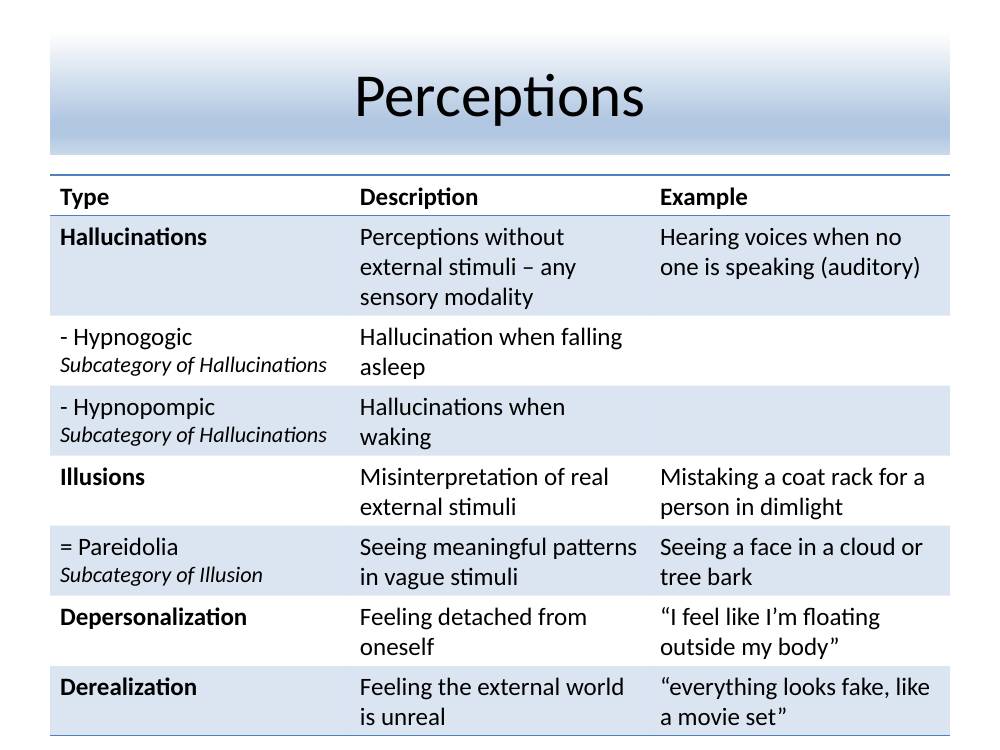 Perceptions
Type Description Example
Hallucinations Perceptions without Hearing voices when no
external stimuli – any one is speaking (auditory)
sensory modality
- Hypnogogic Hallucination when falling
Subcategory of Hallucinations asleep
- Hypnopompic Hallucinations when
Subcategory of Hallucinations waking
Illusions Misinterpretation of real Mistaking a coat rack for a
external stimuli person in dimlight
= Pareidolia Seeing meaningful patterns Seeing a face in a cloud or
Subcategory of Illusion in vague stimuli tree bark
Depersonalization Feeling detached from “I feel like I’m floating
oneself outside my body”
Derealization Feeling the external world “everything looks fake, like
is unreal a movie set”